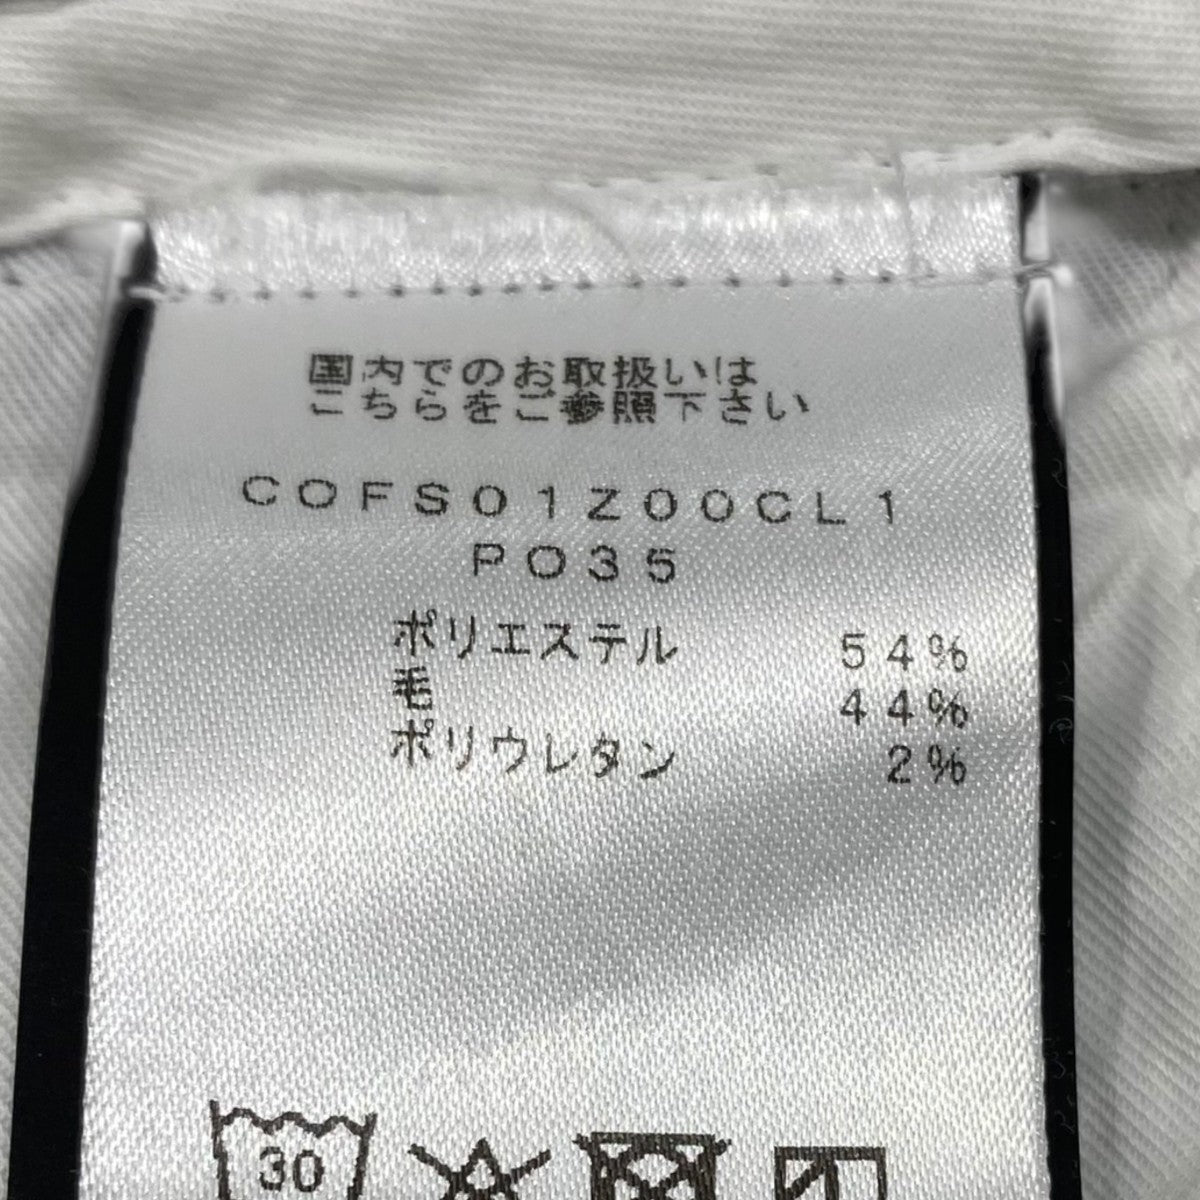 国内でのお取扱いは
こちらをご参照下さい
COFS01Z00CL1
PO35
ポリエステル 54%
毛 44%
ポリウレタン 2%
30